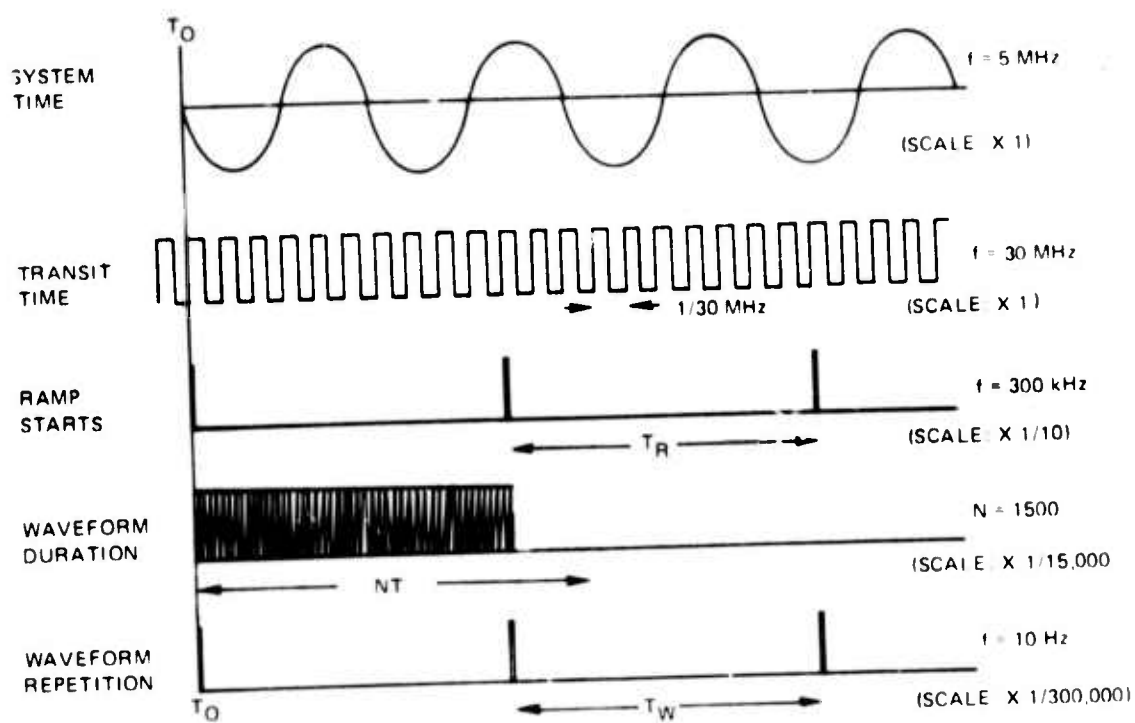 T0
SYSTEM
TIME
f = 5 MHz
(SCALE X 1)
TRANSIT
TIME
f = 30 MHz
1/30 MHz
(SCALE X 1)
RAMP
STARTS
f = 300 kHz
TR
(SCALE X 1/10)
WAVEFORM
DURATION
N = 1500
NT
(SCALE X 1/15,000
WAVEFORM
REPETITION
f = 10 Hz
T0
TW
(SCALE X 1/300,000)